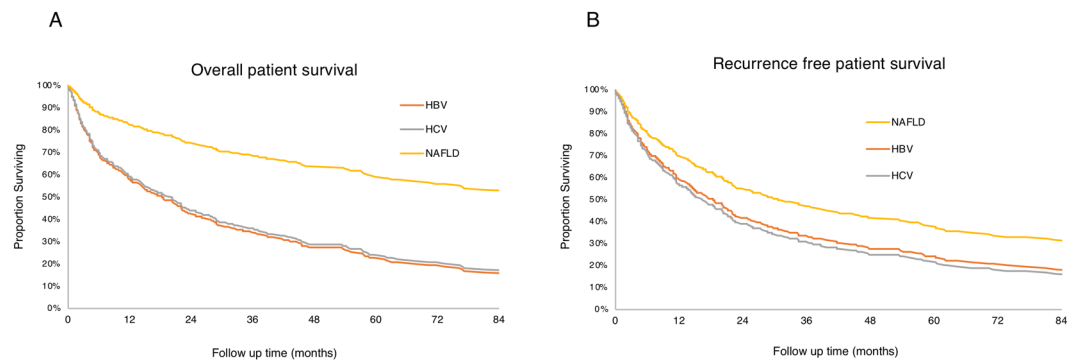 A
Overall patient survival
Proportion Surviving
100%
90%
80%
70%
60%
50%
40%
30%
20%
10%
0%
HBV
HCV
NAFLD
0 12 24 36 48 60 72 84
Follow up time (months)
B
Recurrence free patient survival
Proportion Surviving
100%
90%
80%
70%
60%
50%
40%
30%
20%
10%
0%
NAFLD
HBV
HCV
0 12 24 36 48 60 72 84
Follow up time (months)